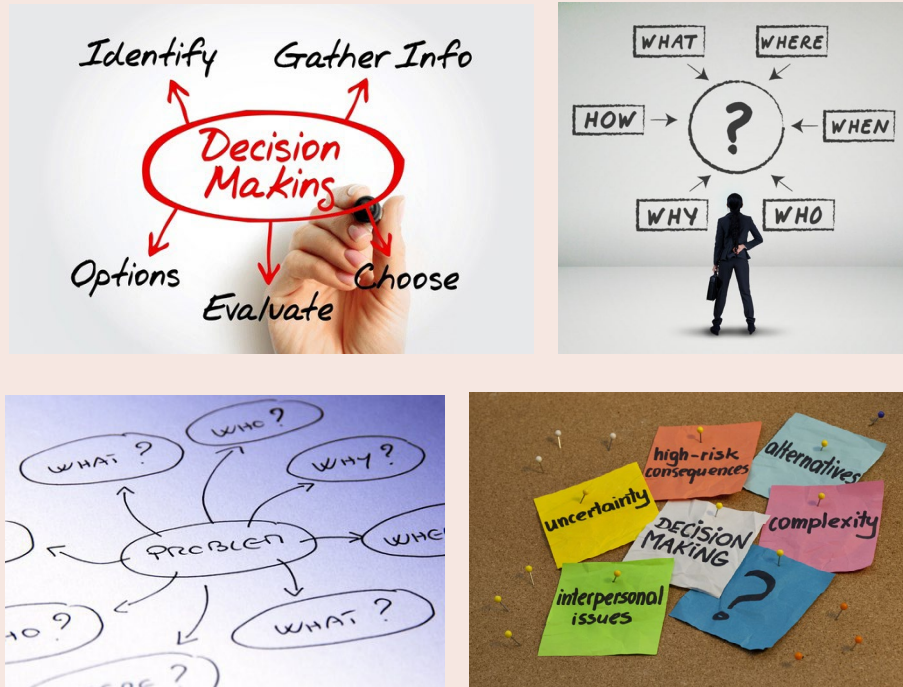 Identify
Gather Info
Decision
Making
Options
Evaluate
Choose
WHAT
WHERE
HOW
?
WHEN
WHY
WHO
WHO?
WHAT?
WHY?
PROBLEM
WHE
WHAT?
high-risk
consequences
alternatives
uncertainty
DECISION
MAKING
complexity
interpersonal
issues
?